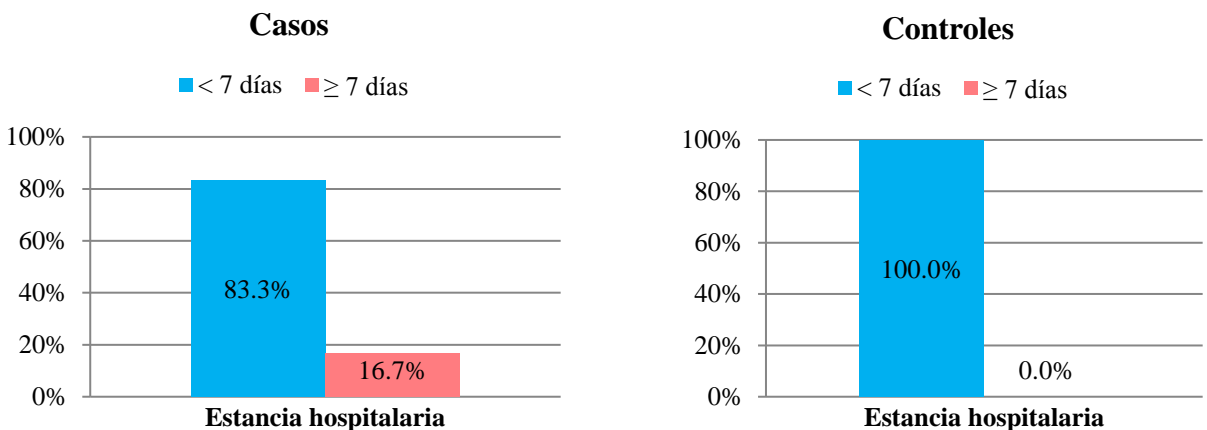 Casos
< 7 días ≥ 7 días
100%
80%
60%
40%
20%
0%
83.3%
16.7%
Estancia hospitalaria
Controles
< 7 días ≥ 7 días
100%
80%
60%
40%
20%
0%
100.0%
0.0%
Estancia hospitalaria